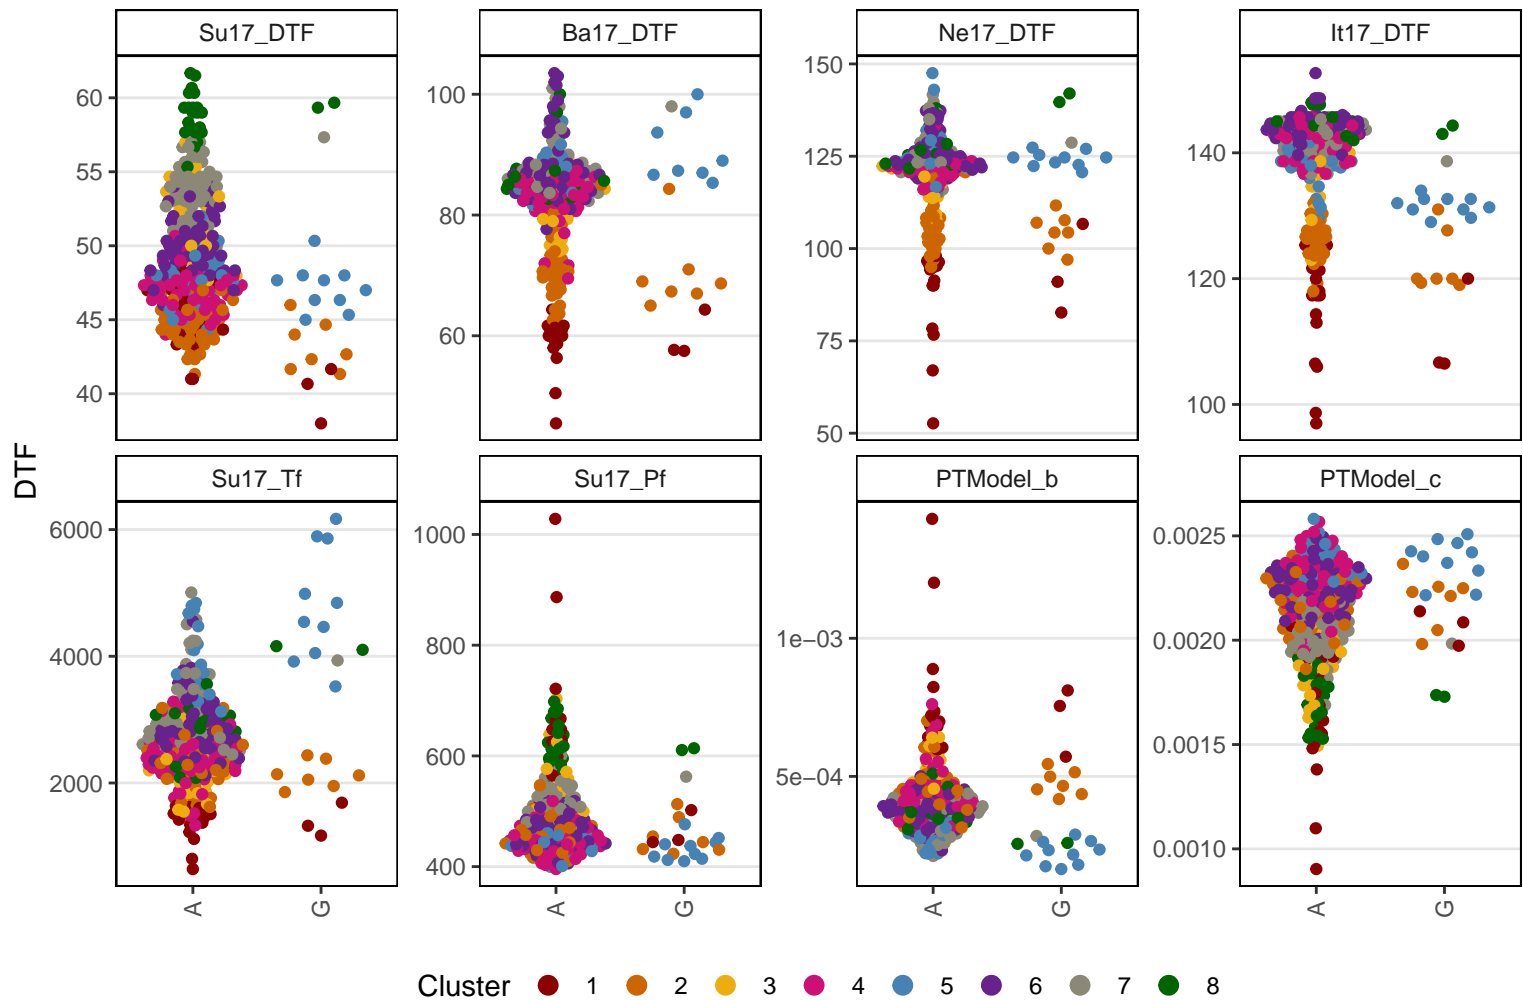 Su17_DTF
Ba17_DTF
Ne17_DTF
It17_DTF
60
55
50
45
40
100
80
60
150
125
100
75
50
140
120
100
DTF
Su17_Tf
Su17_Pf
PTModel_b
PTModel_c
6000
4000
2000
1000
800
600
400
1e−03
5e−04
0.0025
0.0020
0.0015
0.0010
A
G
A
G
A
G
A
G
Cluster 1 2 3 4 5 6 7 8